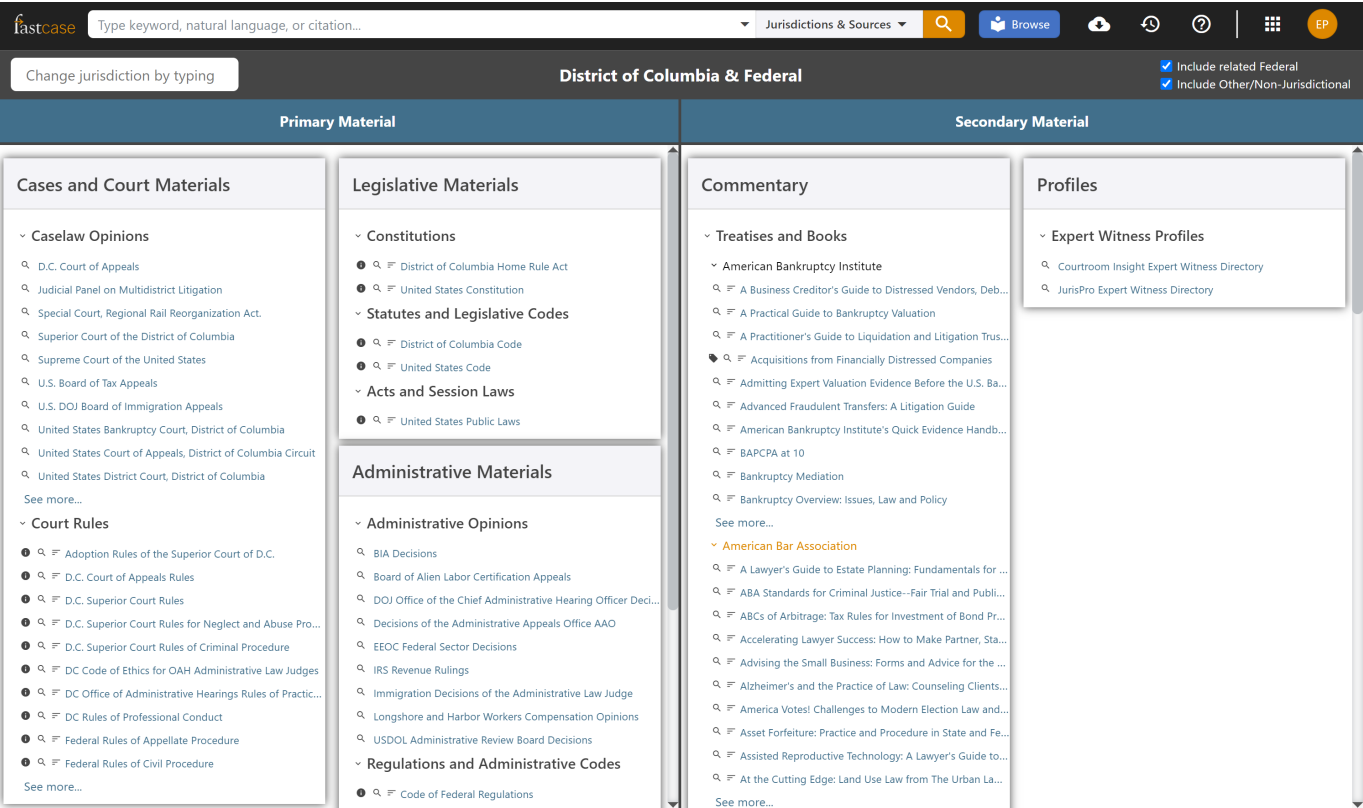 fastcase
Type keyword, natural language, or citation...
Jurisdictions & Sources
Browse
EP
Change jurisdiction by typing
District of Columbia & Federal
Include related Federal
Include Other/Non-Jurisdictional
Primary Material
Secondary Material
Cases and Court Materials
Caselaw Opinions
D.C. Court of Appeals
Judicial Panel on Multidistrict Litigation
Special Court, Regional Rail Reorganization Act.
Superior Court of the District of Columbia
Supreme Court of the United States
U.S. Board of Tax Appeals
U.S. DOJ Board of Immigration Appeals
United States Bankruptcy Court, District of Columbia
United States Court of Appeals, District of Columbia Circuit
United States District Court, District of Columbia
See more...
Court Rules
Adoption Rules of the Superior Court of D.C.
D.C. Court of Appeals Rules
D.C. Superior Court Rules
D.C. Superior Court Rules for Neglect and Abuse Pro...
D.C. Superior Court Rules of Criminal Procedure
DC Code of Ethics for OAH Administrative Law Judges
DC Office of Administrative Hearings Rules of Practic...
DC Rules of Professional Conduct
Federal Rules of Appellate Procedure
Federal Rules of Civil Procedure
See more...
Legislative Materials
Constitutions
District of Columbia Home Rule Act
United States Constitution
Statutes and Legislative Codes
District of Columbia Code
United States Code
Acts and Session Laws
United States Public Laws
Administrative Materials
Administrative Opinions
BIA Decisions
Board of Alien Labor Certification Appeals
DOJ Office of the Chief Administrative Hearing Officer Deci...
Decisions of the Administrative Appeals Office AAO
EEOC Federal Sector Decisions
IRS Revenue Rulings
Immigration Decisions of the Administrative Law Judge
Longshore and Harbor Workers Compensation Opinions
USDOL Administrative Review Board Decisions
Regulations and Administrative Codes
Code of Federal Regulations
Commentary
Treatises and Books
American Bankruptcy Institute
A Business Creditor's Guide to Distressed Vendors, Deb...
A Practical Guide to Bankruptcy Valuation
A Practitioner's Guide to Liquidation and Litigation Trus...
Acquisitions from Financially Distressed Companies
Admitting Expert Valuation Evidence Before the U.S. Ba...
Advanced Fraudulent Transfers: A Litigation Guide
American Bankruptcy Institute's Quick Evidence Handb...
BAPCPA at 10
Bankruptcy Mediation
Bankruptcy Overview: Issues, Law and Policy
See more...
American Bar Association
A Lawyer's Guide to Estate Planning: Fundamentals for ...
ABA Standards for Criminal Justice--Fair Trial and Publi...
ABCs of Arbitrage: Tax Rules for Investment of Bond Pr...
Accelerating Lawyer Success: How to Make Partner, Sta...
Advising the Small Business: Forms and Advice for the ...
Alzheimer's and the Practice of Law: Counseling Clients...
America Votes! Challenges to Modern Election Law and...
Asset Forfeiture: Practice and Procedure in State and Fe...
Assisted Reproductive Technology: A Lawyer's Guide to...
At the Cutting Edge: Land Use Law from The Urban La...
See more...
Profiles
Expert Witness Profiles
Courtroom Insight Expert Witness Directory
JurisPro Expert Witness Directory